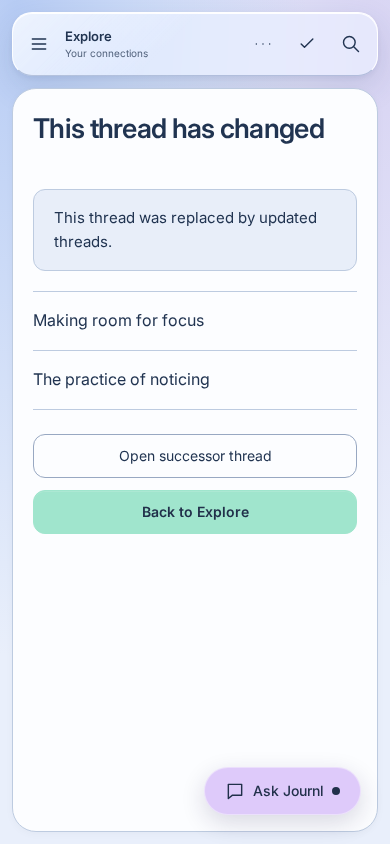 Explore
Your connections
This thread has changed
This thread was replaced by updated
threads.
Making room for focus
The practice of noticing
Open successor thread
Back to Explore
Ask Journl